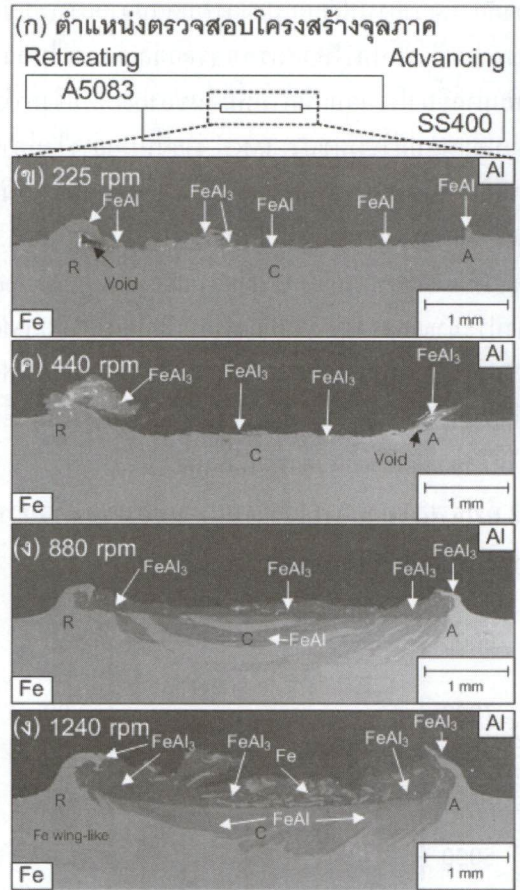 (ก) ตำแหน่งตรวจสอบโครงสร้างจุลภาค
Retreating Advancing
A5083
SS400
(ข) 225 rpm Al
FeAl FeAl₃ FeAl FeAl FeAl
R C A
Void
Fe 1 mm
(ค) 440 rpm Al
FeAl₃ FeAl₃ FeAl₃ FeAl₃
R C A
Void
Fe 1 mm
(ง) 880 rpm Al
FeAl₃ FeAl₃ FeAl₃ FeAl₃
R C FeAl A
Fe 1 mm
(ง) 1240 rpm Al
FeAl₃ FeAl₃ Fe FeAl₃ FeAl₃
R FeAl A
Fe wing-like C
Fe 1 mm